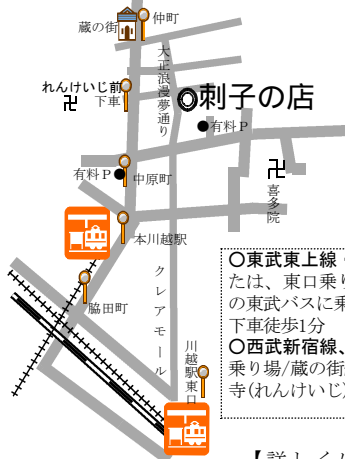 仲町
蔵の街
大正浪漫夢通り
れんけいじ前
下車
卍
刺子の店
●有料Ｐ
有料Ｐ●
中原町
卍
喜多院
本川越駅
クレアモール
脇田町
川越駅東口
〇東武東上線
たは、東口乗り
の東武バスに乗
下車徒歩1分
〇西武新宿線、
乗り場/蔵の街
寺(れんけいじ)